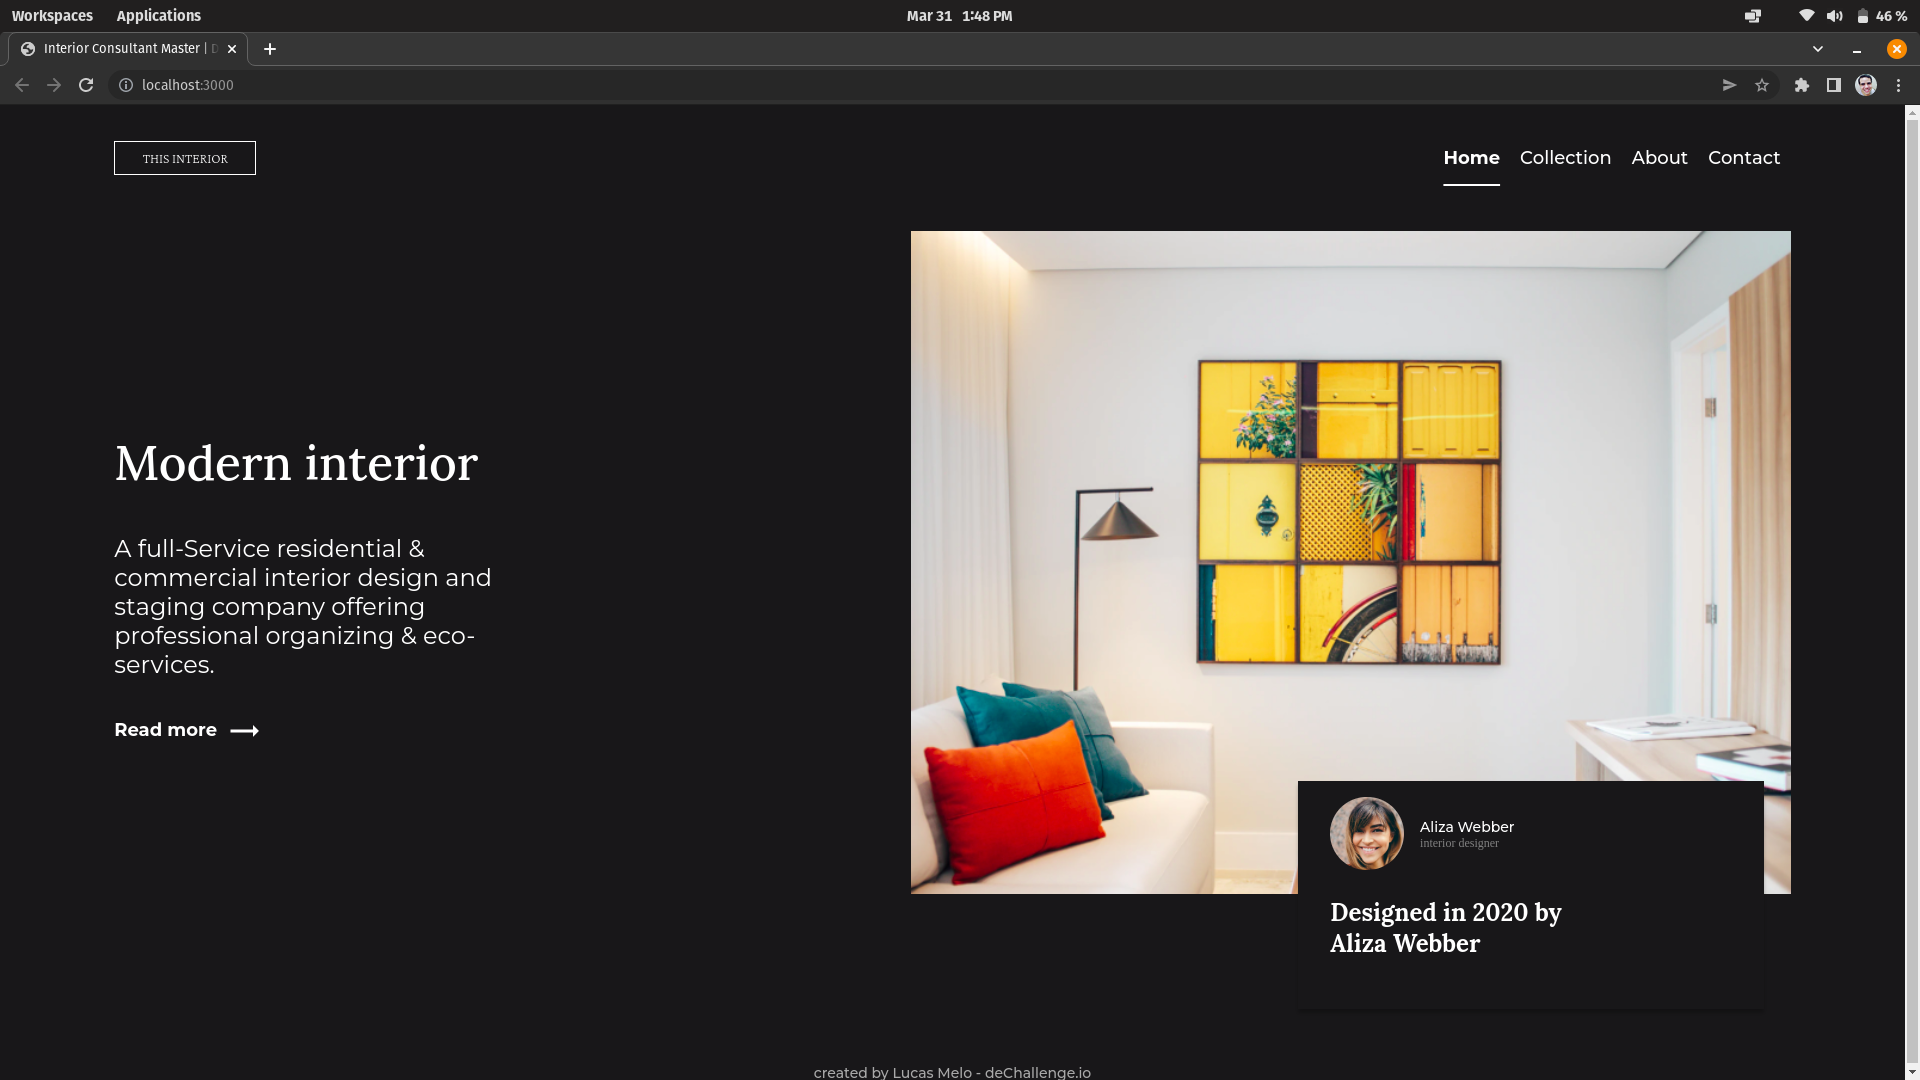 Workspaces Applications Mar 31 1:48 PM 46 %
Interior Consultant Master | D
localhost:3000
THIS INTERIOR
Home Collection About Contact
Modern interior
A full-Service residential &
commercial interior design and
staging company offering
professional organizing & eco-
services.
Read more
Aliza Webber
interior designer
Designed in 2020 by
Aliza Webber
created by Lucas Melo - deChallenge.io